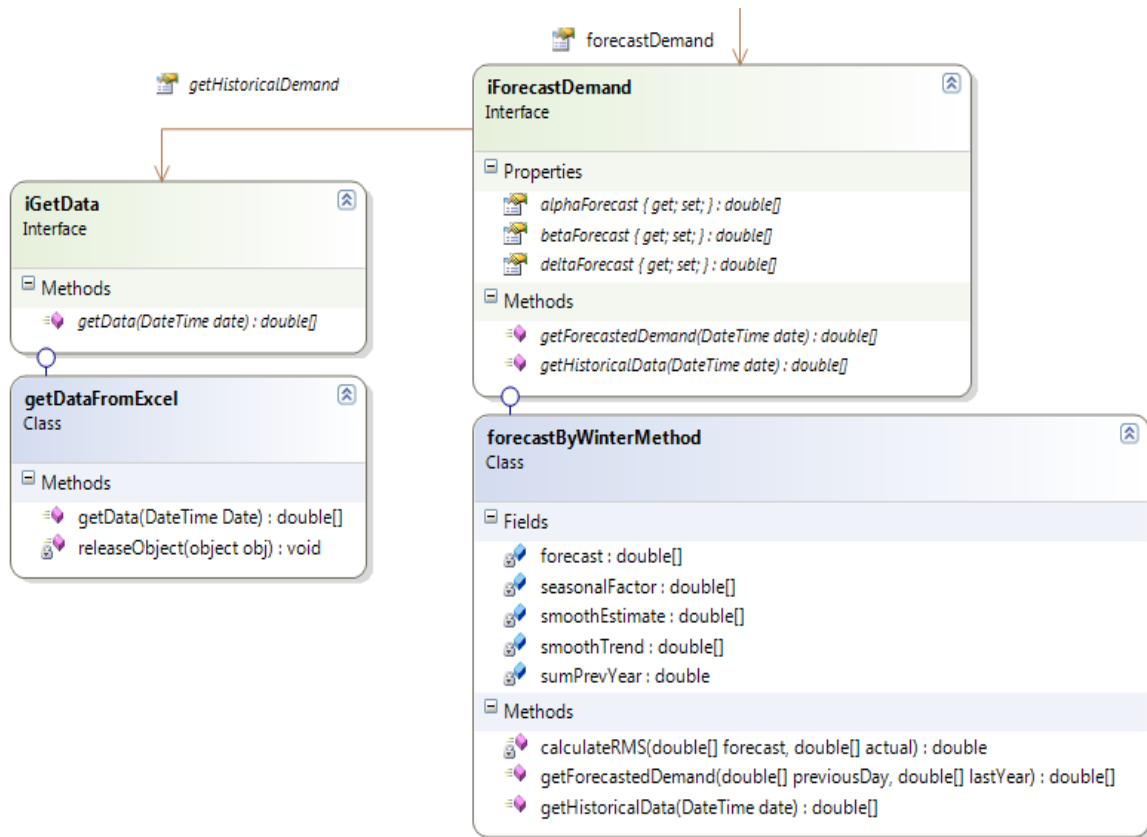 forecastDemand
getHistoricalDemand
iForecastDemand
Interface
Properties
alphaForecast { get; set; } : double[]
betaForecast { get; set; } : double[]
deltaForecast { get; set; } : double[]
Methods
getForecastedDemand(DateTime date) : double[]
getHistoricalData(DateTime date) : double[]
iGetData
Interface
Methods
getData(DateTime date) : double[]
getDataFromExcel
Class
Methods
getData(DateTime Date) : double[]
releaseObject(object obj) : void
forecastByWinterMethod
Class
Fields
forecast : double[]
seasonalFactor : double[]
smoothEstimate : double[]
smoothTrend : double[]
sumPrevYear : double
Methods
calculateRMS(double[] forecast, double[] actual) : double
getForecastedDemand(double[] previousDay, double[] lastYear) : double[]
getHistoricalData(DateTime date) : double[]